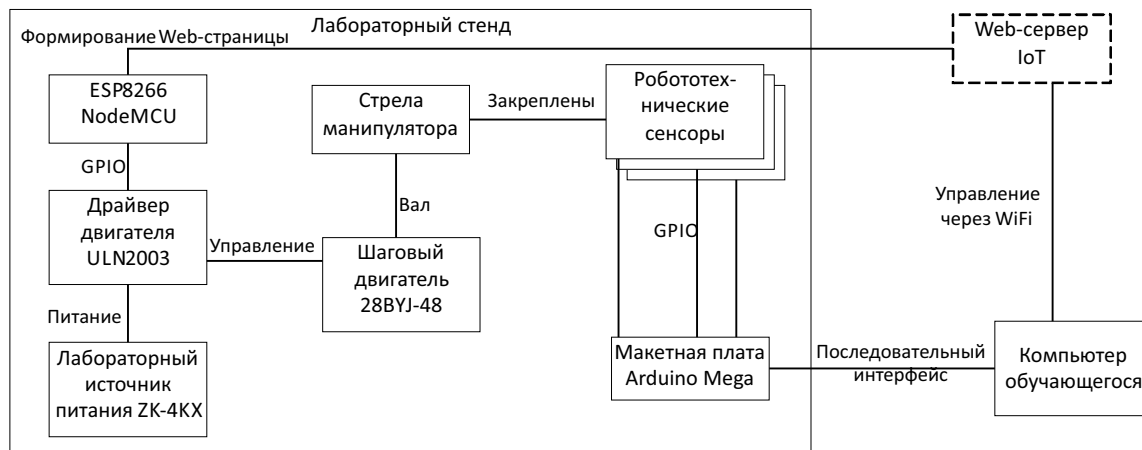 Лабораторный стенд
Формирование Web-страницы
Web-сервер
IoT
ESP8266
NodeMCU
Стрела
манипулятора
Закреплены
Робототех-
нические
сенсоры
GPIO
Драйвер
двигателя
ULN2003
Управление
Вал
Шаговый
двигатель
28BYJ-48
GPIO
Управление
через WiFi
Питание
Лабораторный
источник
питания ZK-4KX
Макетная плата
Arduino Mega
Последовательный
интерфейс
Компьютер
обучающегося